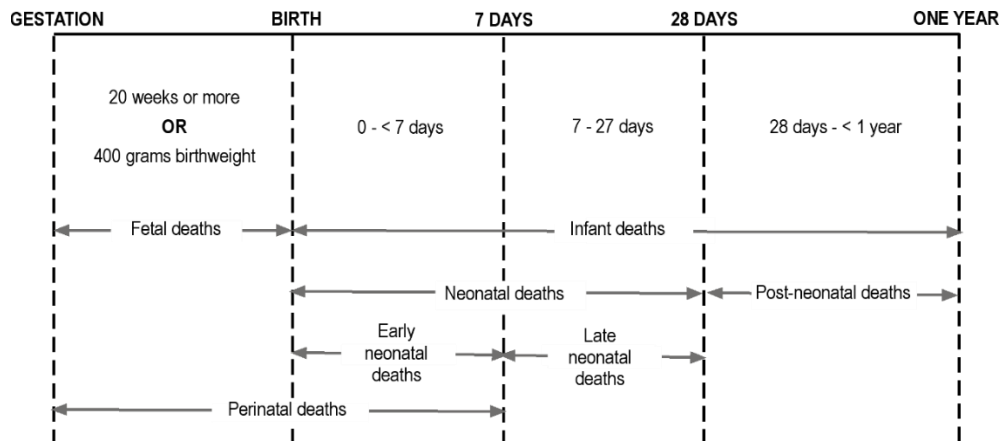 GESTATION BIRTH 7 DAYS 28 DAYS ONE YEAR
20 weeks or more
OR
400 grams birthweight
0 - < 7 days
7 - 27 days
28 days - < 1 year
Fetal deaths
Infant deaths
Neonatal deaths
Post-neonatal deaths
Early
neonatal
deaths
Late
neonatal
deaths
Perinatal deaths